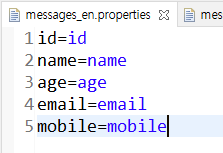 messages_en.properties mes
1 id=id
2 name=name
3 age=age
4 email=email
5 mobile=mobile